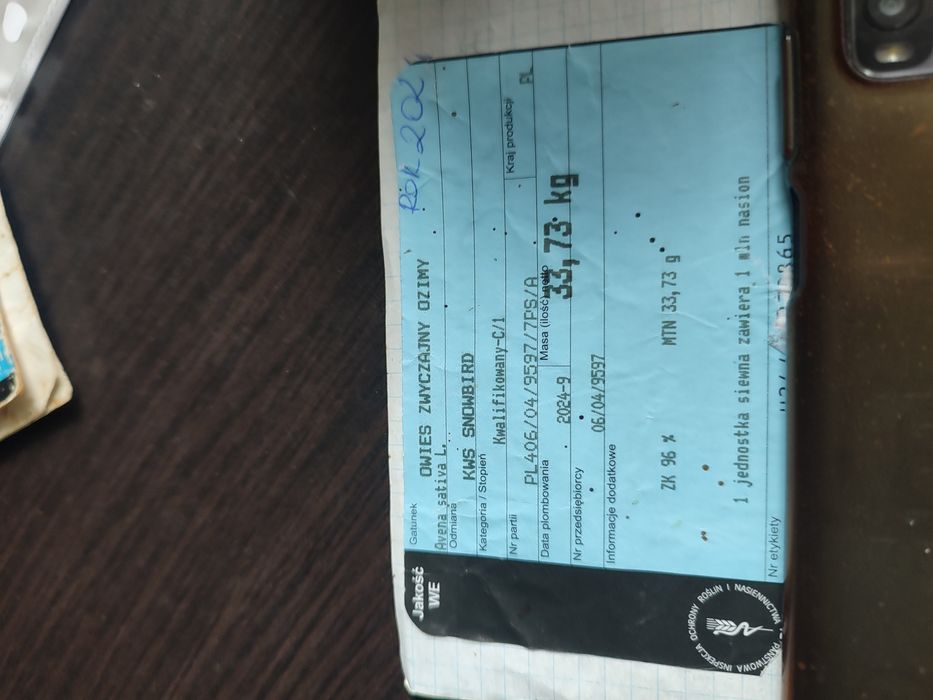 Jakość
WE
Gatunek
OWIES ZWYCZAJNY OZIMY
Avena sativa L.
Odmiana
KWS SNOWBIRD
Kategoria / Stopień
Kwalifikowany-C/1
Nr partii
PL406/04/9597/7PS/A
Kraj produkcji
PL
Data plombowania
2024-9
Masa (ilość) netto
33,73 kg
Nr przedsiębiorcy
06/04/9597
Informacje dodatkowe
ZK 96 % MTN 33,73 g
1 jednostka siewna zawiera 1 mln nasion
Nr etykiety
PAŃSTWOWA INSPEKCJA OCHRONY ROŚLIN I NASIENNICTWA
Rok